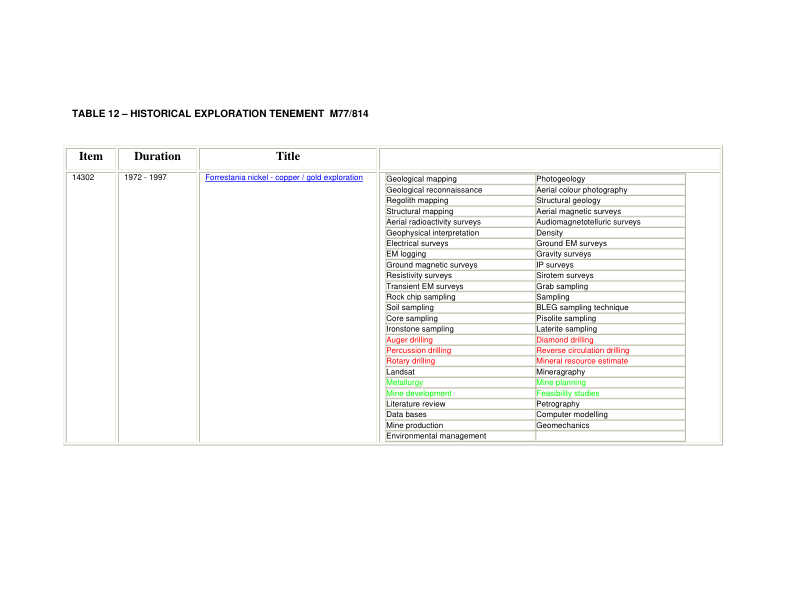 TABLE 12 – HISTORICAL EXPLORATION TENEMENT M77/814
Item Duration Title
14302 1972 - 1997 Forrestania nickel - copper / gold exploration Geological mapping Photogeology
Geological reconnaissance Aerial colour photography
Regolith mapping Structural geology
Structural mapping Aerial magnetic surveys
Aerial radioactivity surveys Audiomagnetotelluric surveys
Geophysical interpretation Density
Electrical surveys Ground EM surveys
EM logging Gravity surveys
Ground magnetic surveys IP surveys
Resistivity surveys Sirotem surveys
Transient EM surveys Grab sampling
Rock chip sampling Sampling
Soil sampling BLEG sampling technique
Core sampling Pisolite sampling
Ironstone sampling Laterite sampling
Auger drilling Diamond drilling
Percussion drilling Reverse circulation drilling
Rotary drilling Mineral resource estimate
Landsat Mineragraphy
Metallurgy Mine planning
Mine development Feasibility studies
Literature review Petrography
Data bases Computer modelling
Mine production Geomechanics
Environmental management